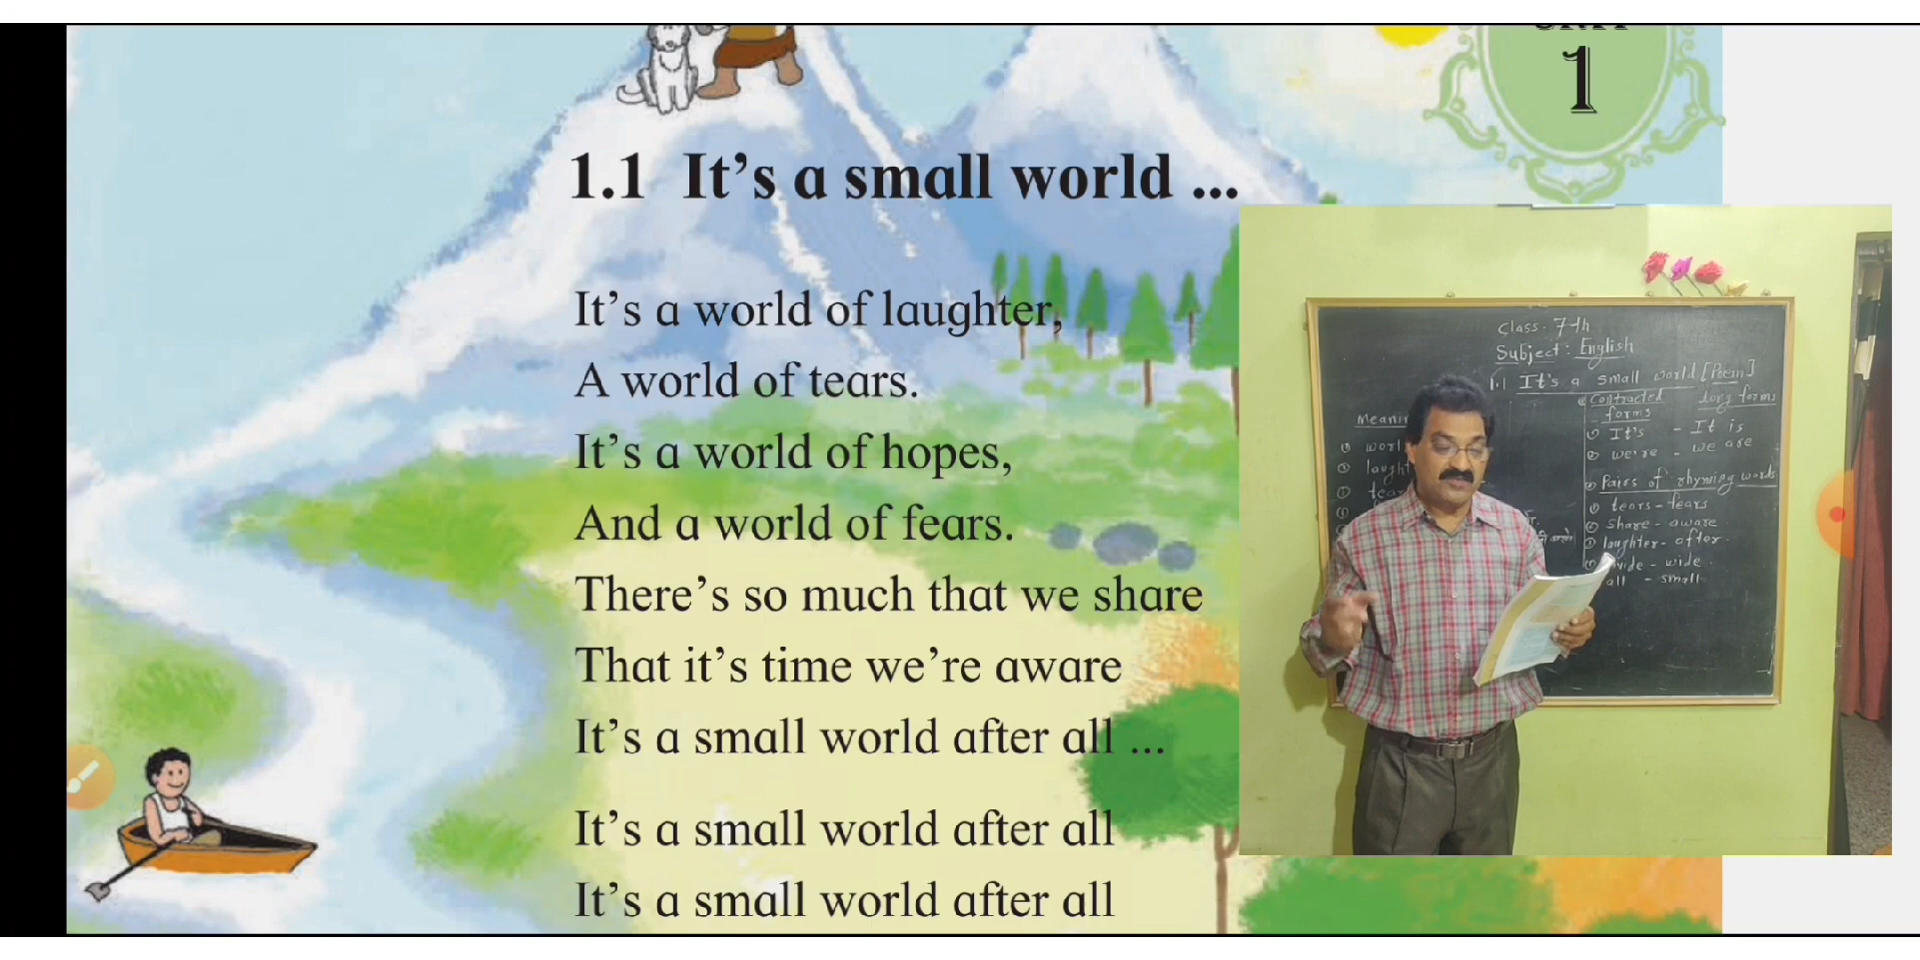 1
1.1 It's a small world ...
It's a world of laughter,
A world of tears.
It's a world of hopes,
And a world of fears.
There's so much that we share
That it's time we're aware
It's a small world after all ...
It's a small world after all
It's a small world after all
Class. 7th
Subject: English
1.1 It's a small world [Poem]
Contracted forms
long forms
It's - It is
we're - we are
Pairs of rhyming words
tears - fears
share - aware
laughter - after
wide
all - small